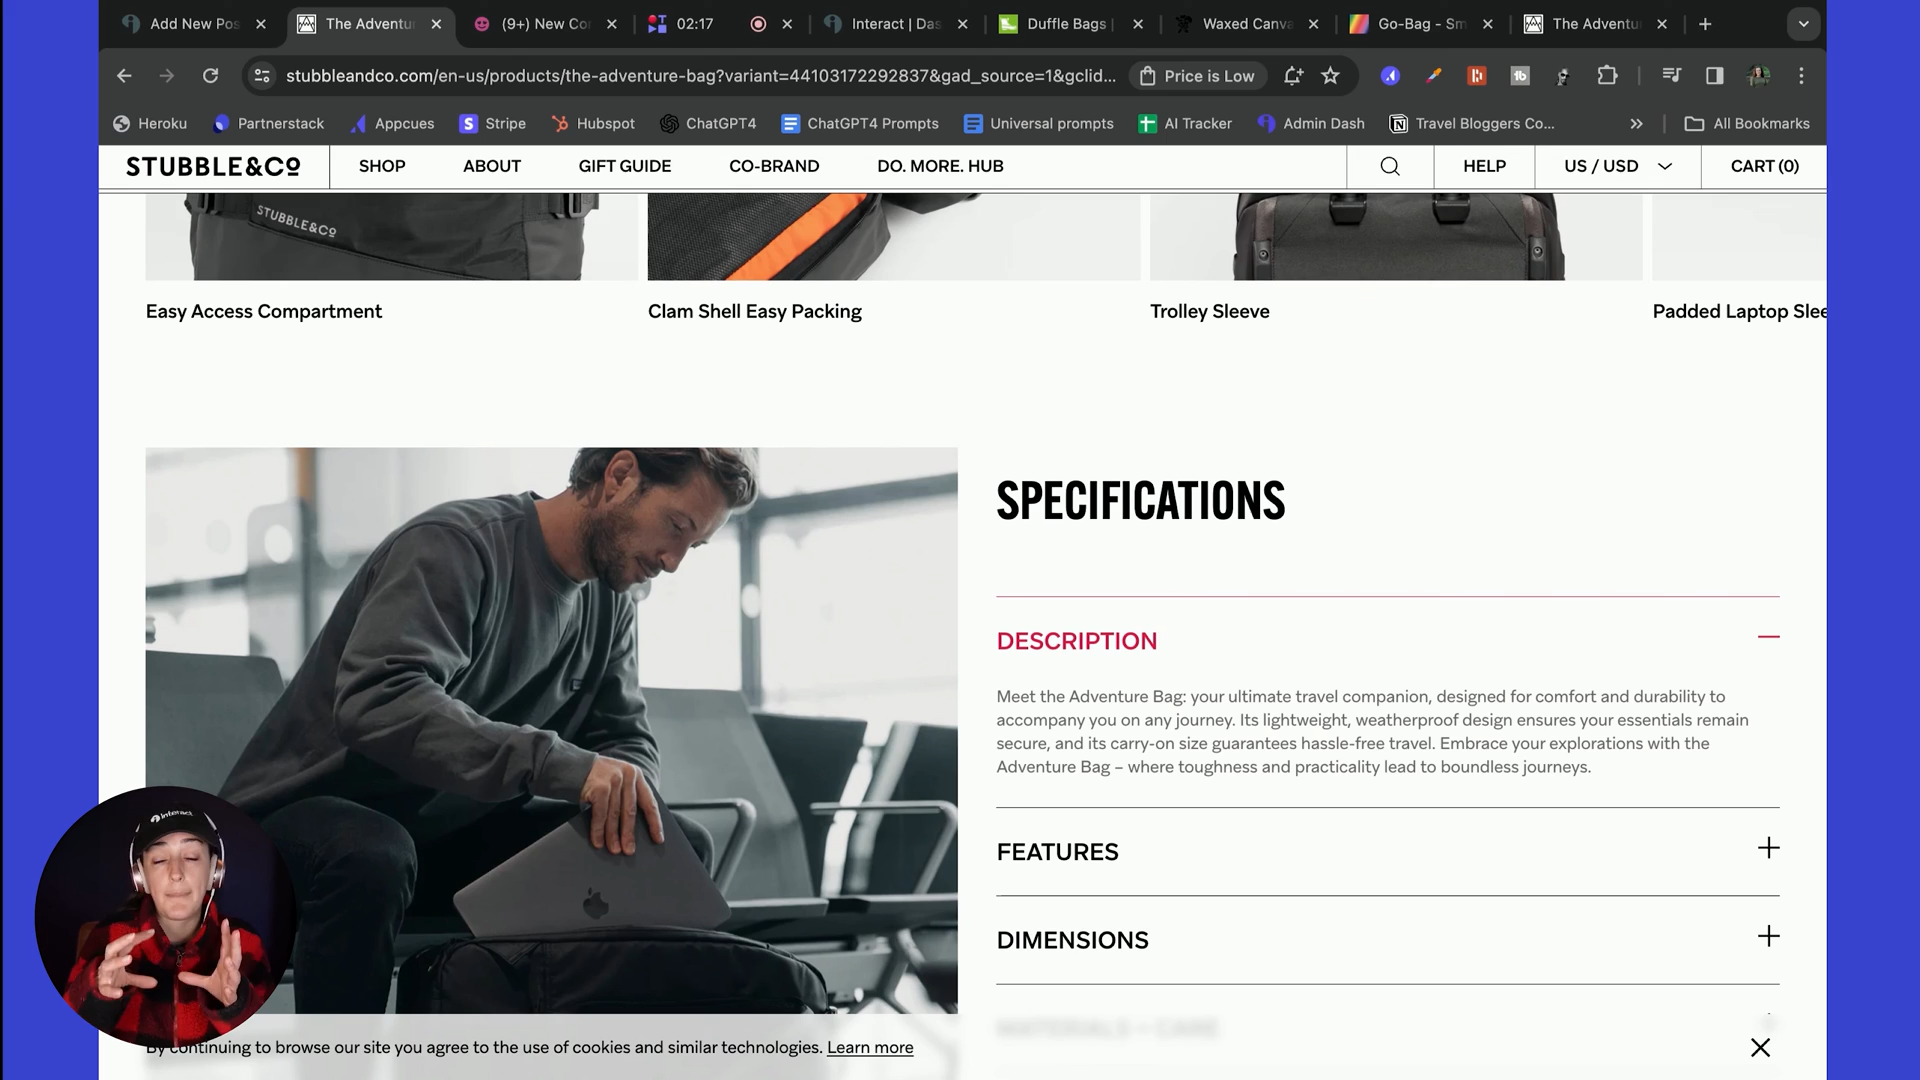 Add New Pos
The Adventu
(9+) New Co
02:17
Interact | Das
Duffle Bags |
Waxed Canva
Go-Bag - Sm
The Adventu
stubbleandco.com/en-us/products/the-adventure-bag?variant=44103172292837&gad_source=1&gclid...
Price is Low
Heroku
Partnerstack
Appcues
Stripe
Hubspot
ChatGPT4
ChatGPT4 Prompts
Universal prompts
AI Tracker
Admin Dash
Travel Bloggers Co...
All Bookmarks
STUBBLE&CO
SHOP
ABOUT
GIFT GUIDE
CO-BRAND
DO. MORE. HUB
HELP
US / USD
CART (0)
STUBBLE&CO
Easy Access Compartment
Clam Shell Easy Packing
Trolley Sleeve
Padded Laptop Slee
SPECIFICATIONS
DESCRIPTION
Meet the Adventure Bag: your ultimate travel companion, designed for comfort and durability to
accompany you on any journey. Its lightweight, weatherproof design ensures your essentials remain
secure, and its carry-on size guarantees hassle-free travel. Embrace your explorations with the
Adventure Bag – where toughness and practicality lead to boundless journeys.
FEATURES
DIMENSIONS
MATERIALS + CARE
interact
By continuing to browse our site you agree to the use of cookies and similar technologies. Learn more